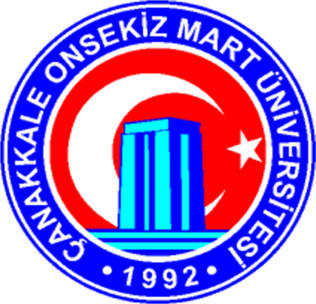 ÇANAKKALE ONSEKİZ MART ÜNİVERSİTESİ
• 1992 •